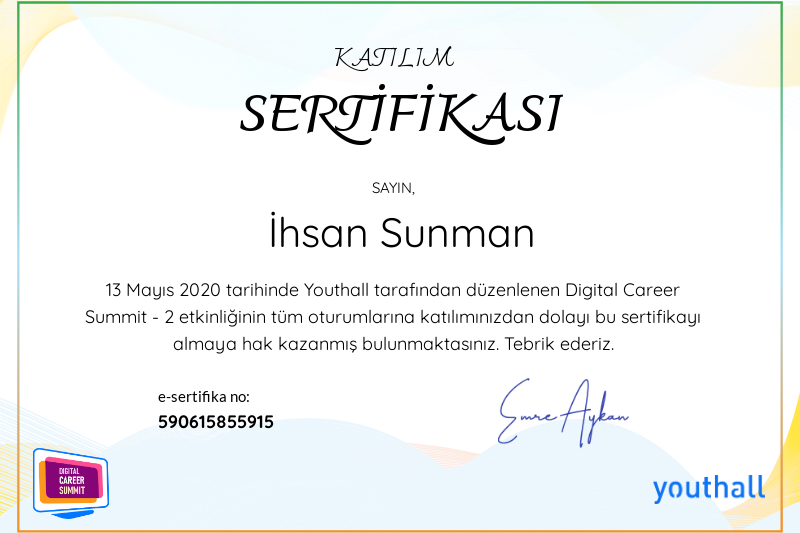 KATILIM
SERTİFİKASI
SAYIN,
İhsan Sunman
13 Mayıs 2020 tarihinde Youthall tarafından düzenlenen Digital Career
Summit - 2 etkinliğinin tüm oturumlarına katılımınızdan dolayı bu sertifikayı
almaya hak kazanmış bulunmaktasınız. Tebrik ederiz.
e-sertifika no:
590615855915
Emre Aykan
DIGITAL
CAREER
SUMMIT
youthall